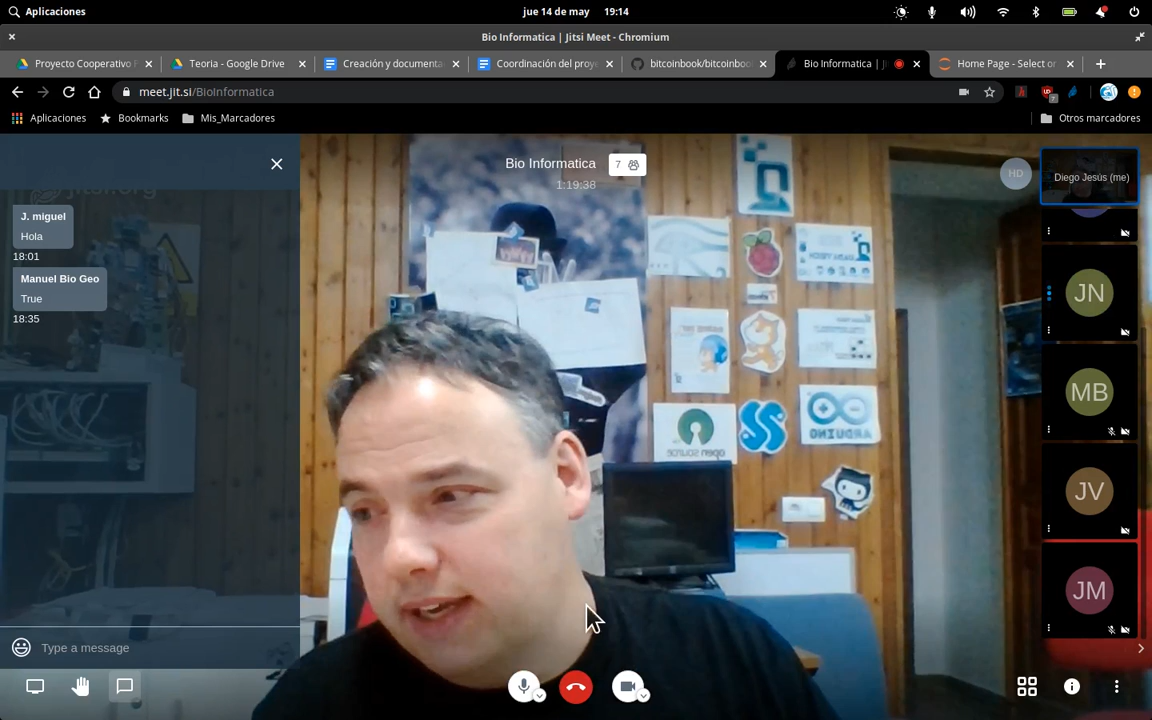 Aplicaciones
jue 14 de may 19:14
Bio Informatica | Jitsi Meet - Chromium
Proyecto Cooperativo
Teoria - Google Drive
Creación y documenta
Coordinación del proye
bitcoinbook/bitcoinboo
Bio Informatica | J
Home Page - Select or
meet.jit.si/BioInformatica
7
Aplicaciones
Bookmarks
Mis_Marcadores
Otros marcadores
Bio Informatica
7
1:19:38
HD
Diego Jesús (me)
J. miguel
Hola
18:01
Manuel Bio Geo
True
18:35
JN
MB
JV
JM
open source
ARDUINO
Type a message